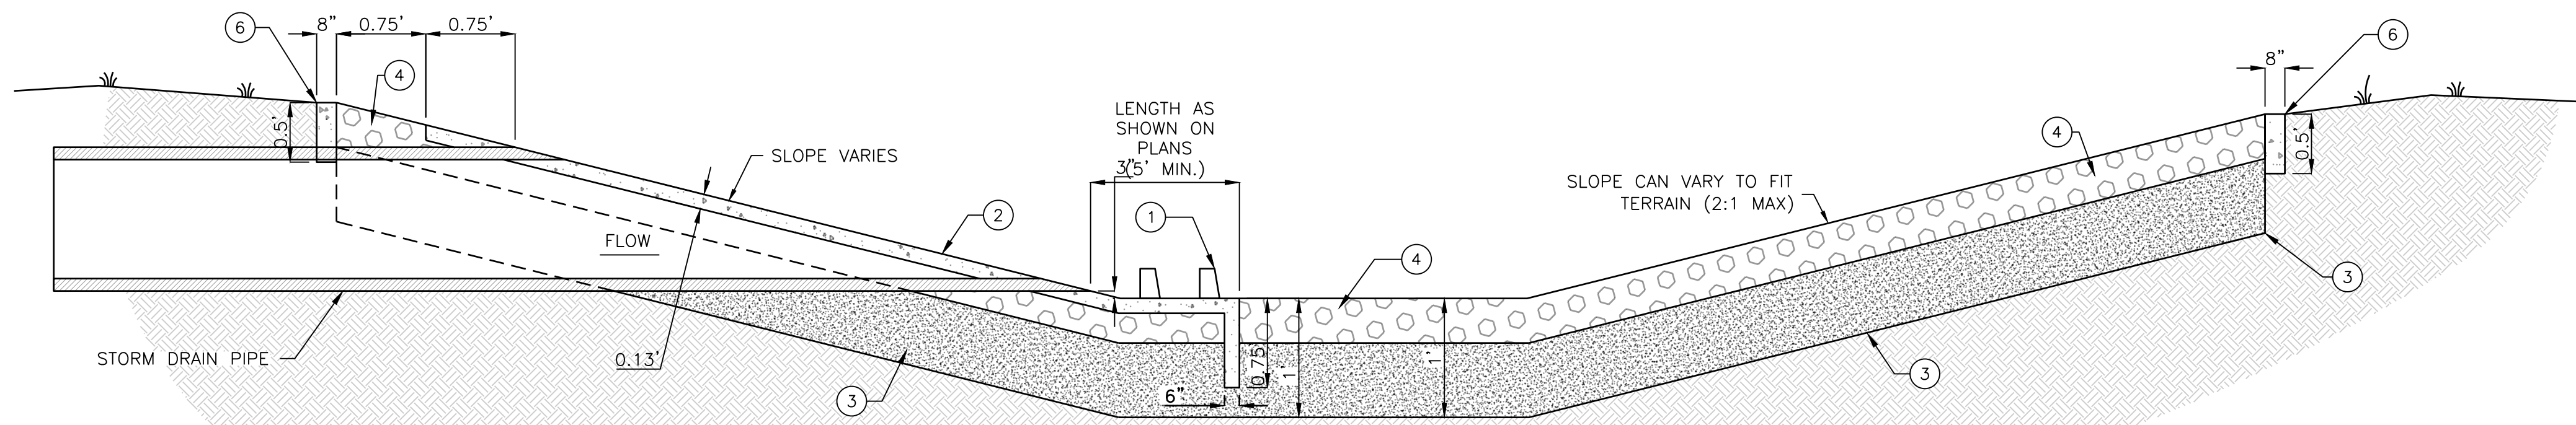 6
8"
0.75'
0.75'
4
0.5'
SLOPE VARIES
LENGTH AS
SHOWN ON
PLANS
(5' MIN.)
3"
2
1
FLOW
4
STORM DRAIN PIPE
0.13'
3
6"
0.75'
1'
1'
SLOPE CAN VARY TO FIT
TERRAIN (2:1 MAX)
4
8"
6
0.5'
3
3